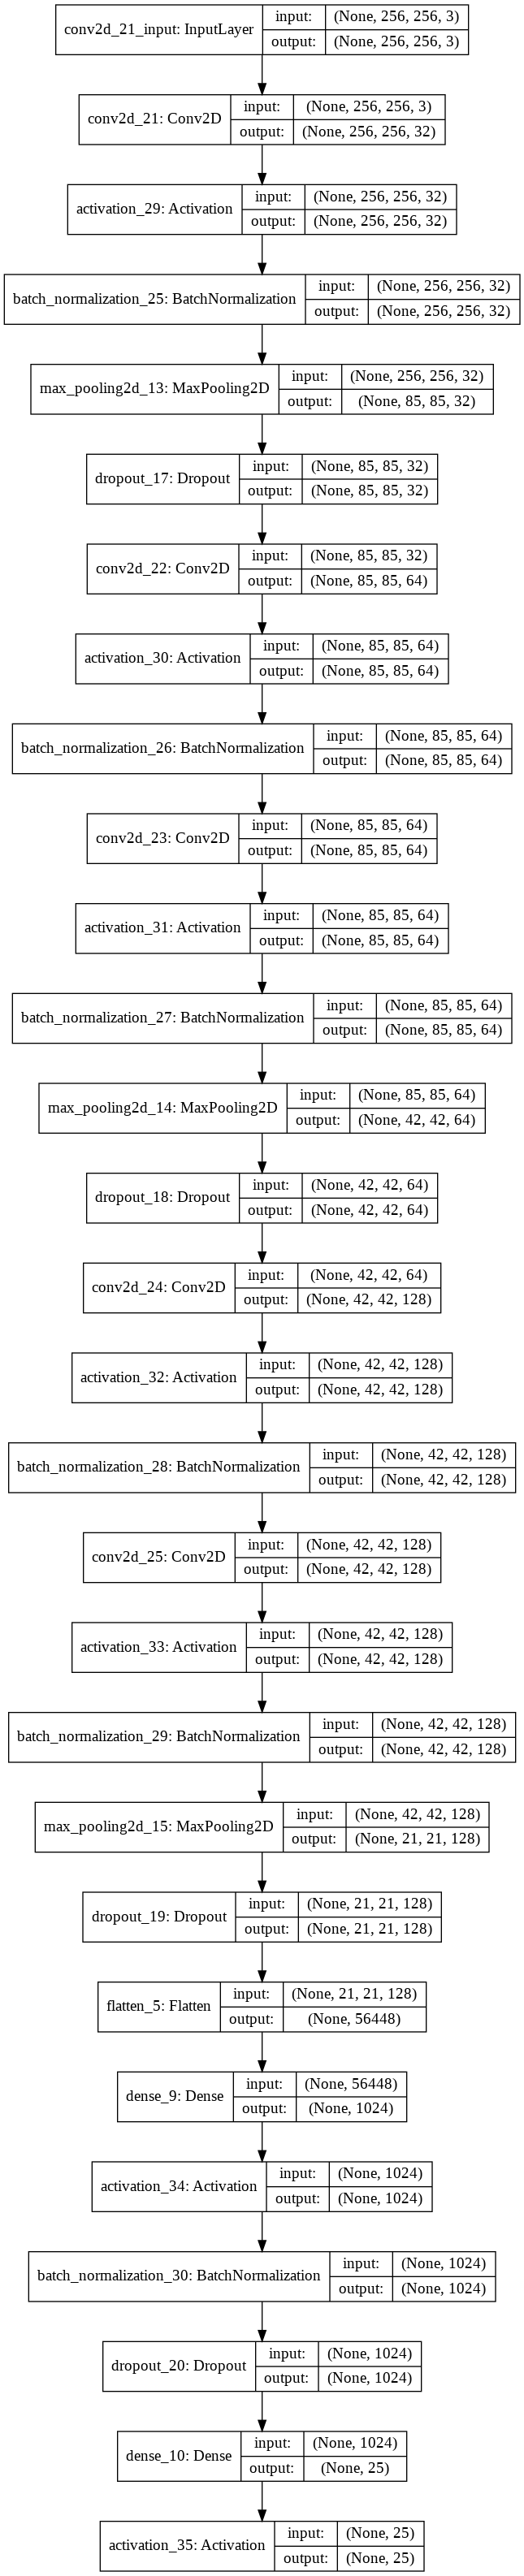 conv2d_21_input: InputLayer
input: (None, 256, 256, 3)
output: (None, 256, 256, 3)
conv2d_21: Conv2D
input: (None, 256, 256, 3)
output: (None, 256, 256, 32)
activation_29: Activation
input: (None, 256, 256, 32)
output: (None, 256, 256, 32)
batch_normalization_25: BatchNormalization
input: (None, 256, 256, 32)
output: (None, 256, 256, 32)
max_pooling2d_13: MaxPooling2D
input: (None, 256, 256, 32)
output: (None, 85, 85, 32)
dropout_17: Dropout
input: (None, 85, 85, 32)
output: (None, 85, 85, 32)
conv2d_22: Conv2D
input: (None, 85, 85, 32)
output: (None, 85, 85, 64)
activation_30: Activation
input: (None, 85, 85, 64)
output: (None, 85, 85, 64)
batch_normalization_26: BatchNormalization
input: (None, 85, 85, 64)
output: (None, 85, 85, 64)
conv2d_23: Conv2D
input: (None, 85, 85, 64)
output: (None, 85, 85, 64)
activation_31: Activation
input: (None, 85, 85, 64)
output: (None, 85, 85, 64)
batch_normalization_27: BatchNormalization
input: (None, 85, 85, 64)
output: (None, 85, 85, 64)
max_pooling2d_14: MaxPooling2D
input: (None, 85, 85, 64)
output: (None, 42, 42, 64)
dropout_18: Dropout
input: (None, 42, 42, 64)
output: (None, 42, 42, 64)
conv2d_24: Conv2D
input: (None, 42, 42, 64)
output: (None, 42, 42, 128)
activation_32: Activation
input: (None, 42, 42, 128)
output: (None, 42, 42, 128)
batch_normalization_28: BatchNormalization
input: (None, 42, 42, 128)
output: (None, 42, 42, 128)
conv2d_25: Conv2D
input: (None, 42, 42, 128)
output: (None, 42, 42, 128)
activation_33: Activation
input: (None, 42, 42, 128)
output: (None, 42, 42, 128)
batch_normalization_29: BatchNormalization
input: (None, 42, 42, 128)
output: (None, 42, 42, 128)
max_pooling2d_15: MaxPooling2D
input: (None, 42, 42, 128)
output: (None, 21, 21, 128)
dropout_19: Dropout
input: (None, 21, 21, 128)
output: (None, 21, 21, 128)
flatten_5: Flatten
input: (None, 21, 21, 128)
output: (None, 56448)
dense_9: Dense
input: (None, 56448)
output: (None, 1024)
activation_34: Activation
input: (None, 1024)
output: (None, 1024)
batch_normalization_30: BatchNormalization
input: (None, 1024)
output: (None, 1024)
dropout_20: Dropout
input: (None, 1024)
output: (None, 1024)
dense_10: Dense
input: (None, 1024)
output: (None, 25)
activation_35: Activation
input: (None, 25)
output: (None, 25)